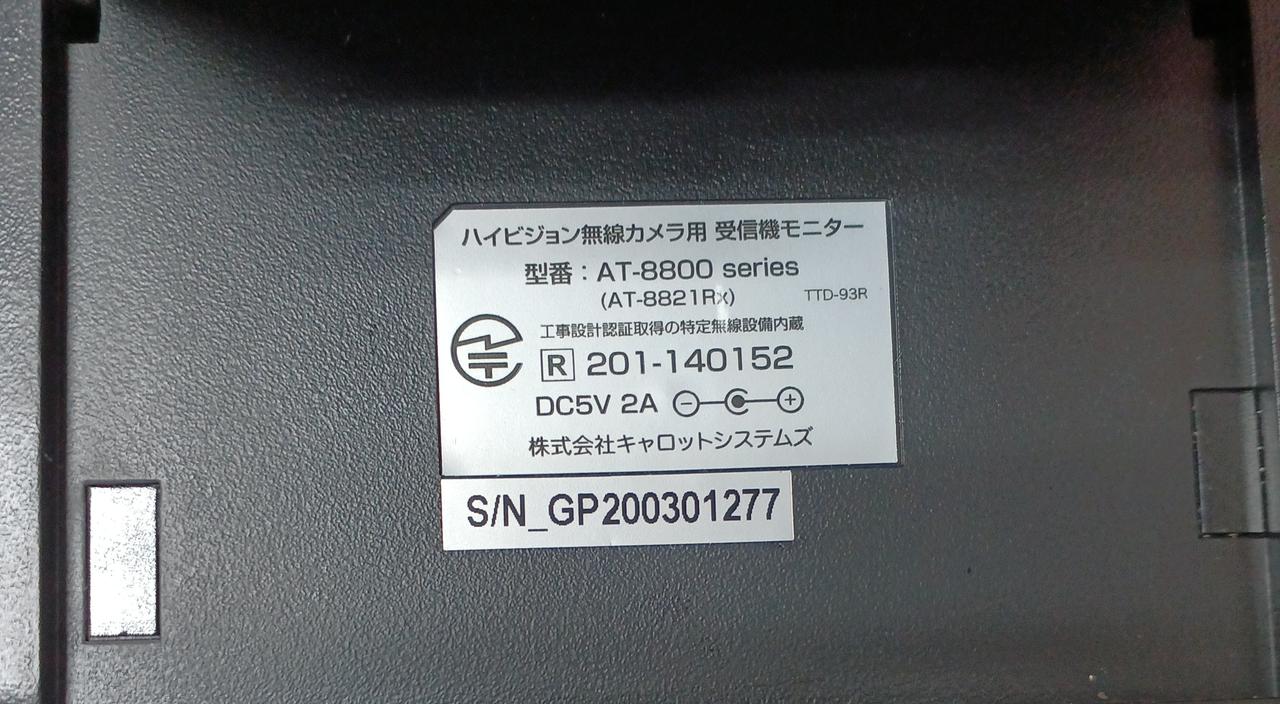 ハイビジョン無線カメラ用 受信機モニター
型番：AT-8800 series
(AT-8821Rx) TTD-93R
工事設計認証取得の特定無線設備内蔵
R 201-140152
DC5V 2A
株式会社キャロットシステムズ
S/N_GP200301277